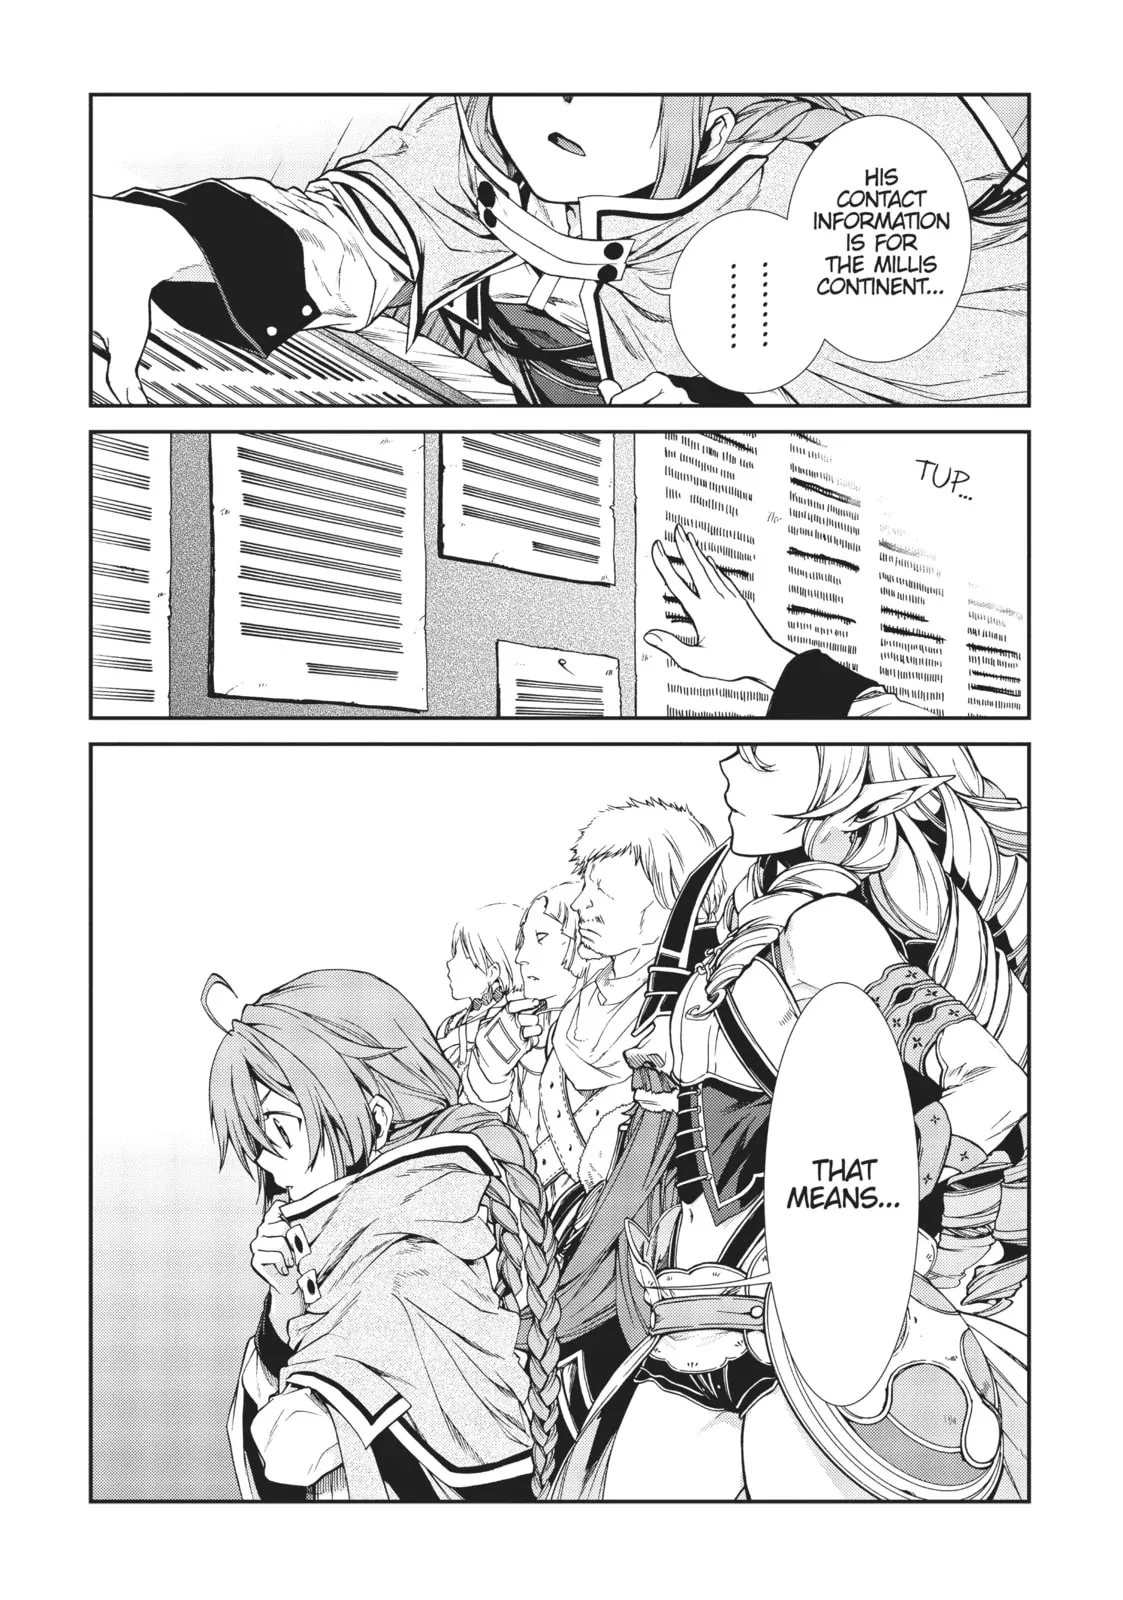 HIS
CONTACT
INFORMATION
IS FOR
THE MILLIS
CONTINENT...
TUP...
THAT
MEANS...